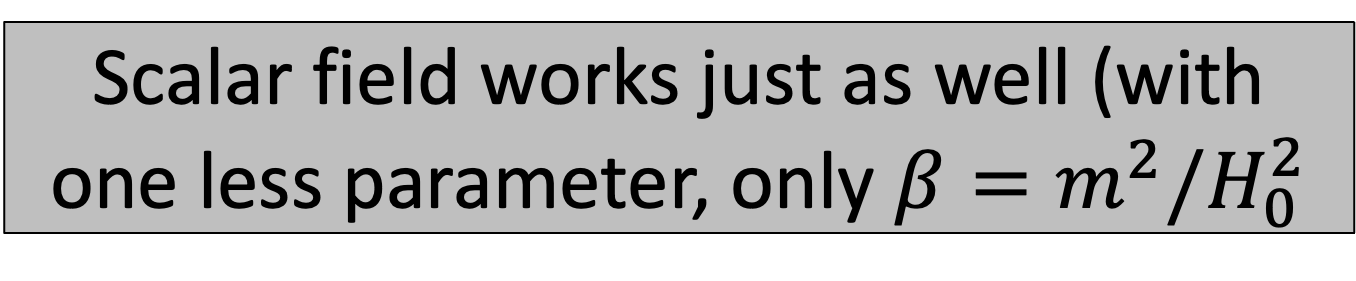 Scalar field works just as well (with
one less parameter, only 𝛽 = 𝑚²/𝐻₀²